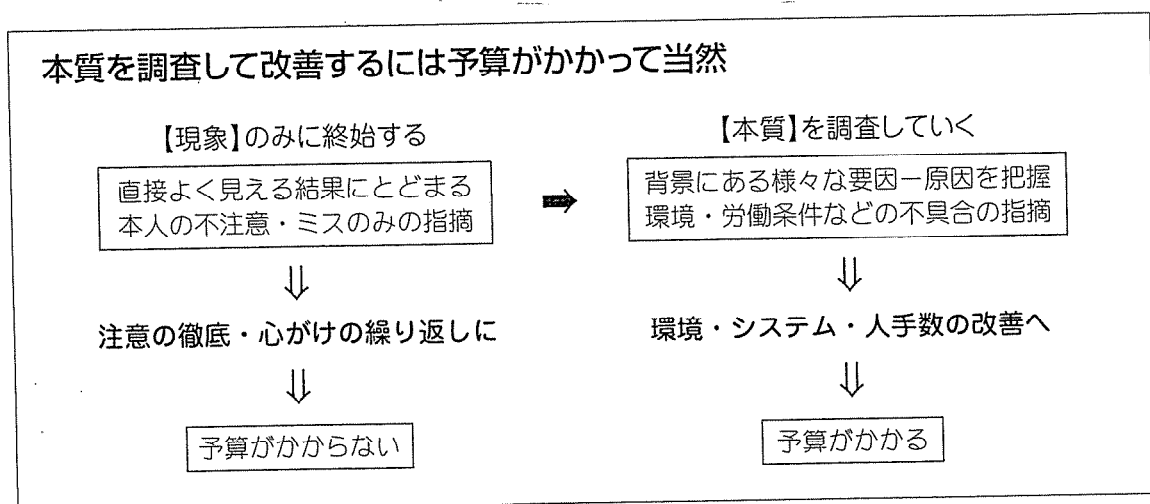 本質を調査して改善するには予算がかかって当然
【現象】のみに終始する
直接よく見える結果にとどまる
本人の不注意・ミスのみの指摘
⇓
注意の徹底・心がけの繰り返しに
⇓
予算がかからない
➡
【本質】を調査していく
背景にある様々な要因ー原因を把握
環境・労働条件などの不具合の指摘
⇓
環境・システム・人手数の改善へ
⇓
予算がかかる